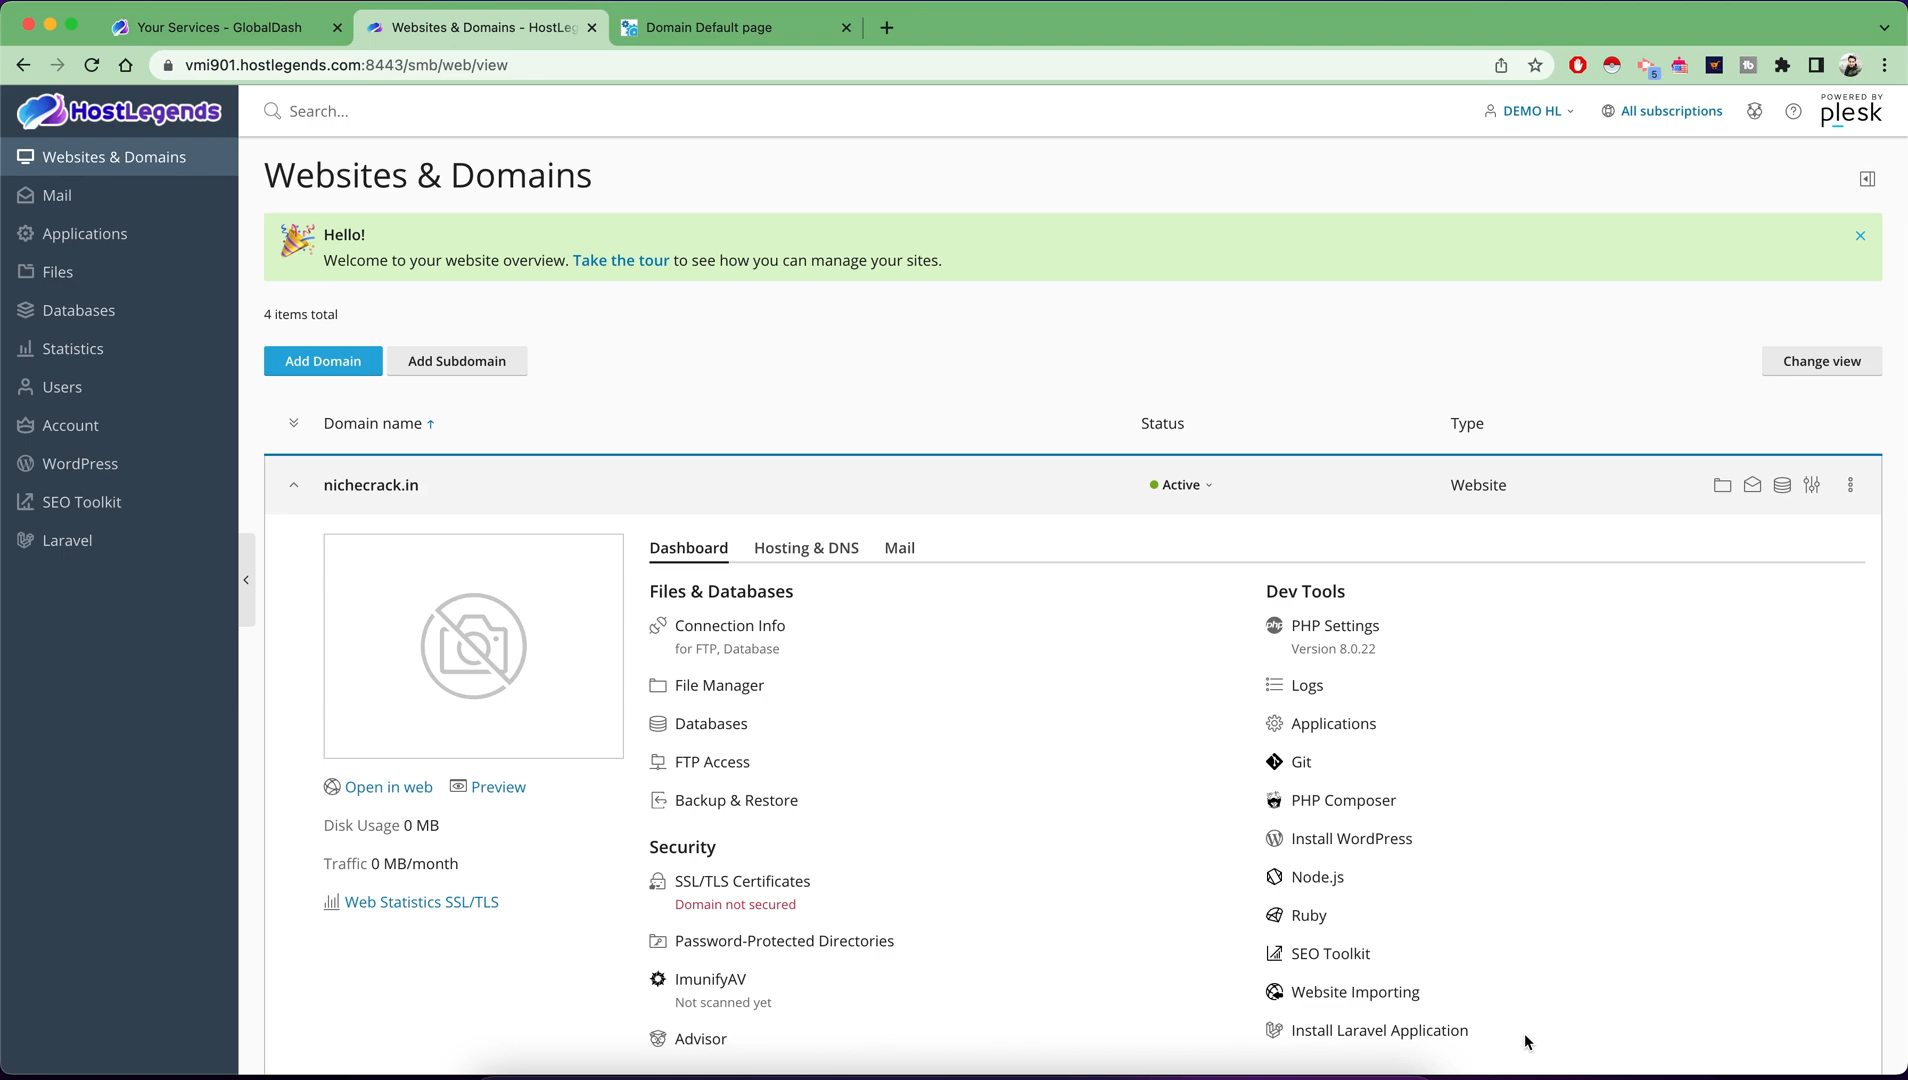 Your Services - GlobalDash
Websites & Domains - HostLeg
Domain Default page
vmi901.hostlegends.com:8443/smb/web/view
5
tb
HostLegends
Search...
DEMO HL
All subscriptions
POWERED BY
plesk
Websites & Domains
Mail
Applications
Files
Databases
Statistics
Users
Account
WordPress
SEO Toolkit
Laravel
Websites & Domains
Hello!
Welcome to your website overview. Take the tour to see how you can manage your sites.
4 items total
Add Domain
Add Subdomain
Change view
Domain name ↑
Status
Type
nichecrack.in
Active
Website
Dashboard
Hosting & DNS
Mail
Files & Databases
Connection Info
for FTP, Database
File Manager
Databases
FTP Access
Backup & Restore
Security
SSL/TLS Certificates
Domain not secured
Password-Protected Directories
ImunifyAV
Not scanned yet
Advisor
Dev Tools
php
PHP Settings
Version 8.0.22
Logs
Applications
Git
PHP Composer
Install WordPress
Node.js
Ruby
SEO Toolkit
Website Importing
Install Laravel Application
Open in web
Preview
Disk Usage 0 MB
Traffic 0 MB/month
Web Statistics SSL/TLS